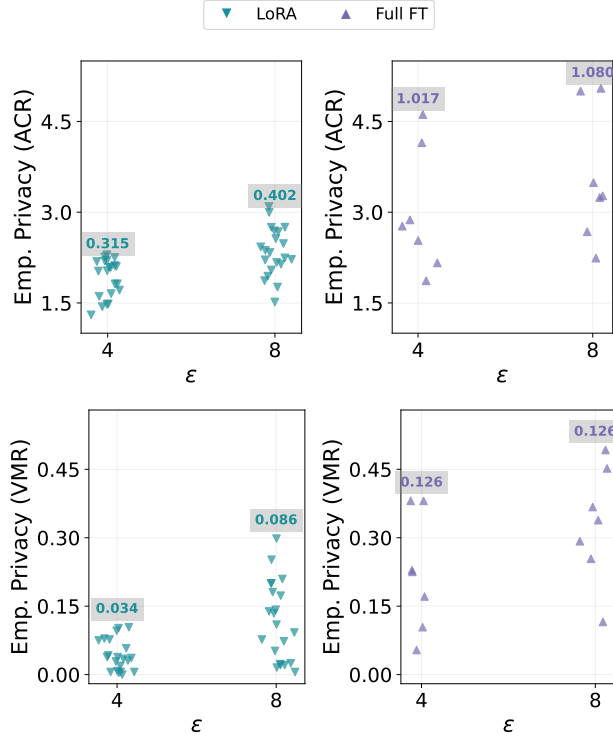 LoRA Full FT
Emp. Privacy (ACR)
4.5
3.0
1.5
0.315
0.402
4 8
ε
Emp. Privacy (ACR)
4.5
3.0
1.5
1.017
1.080
4 8
ε
Emp. Privacy (VMR)
0.45
0.30
0.15
0.00
0.034
0.086
4 8
ε
Emp. Privacy (VMR)
0.45
0.30
0.15
0.00
0.126
0.126
4 8
ε